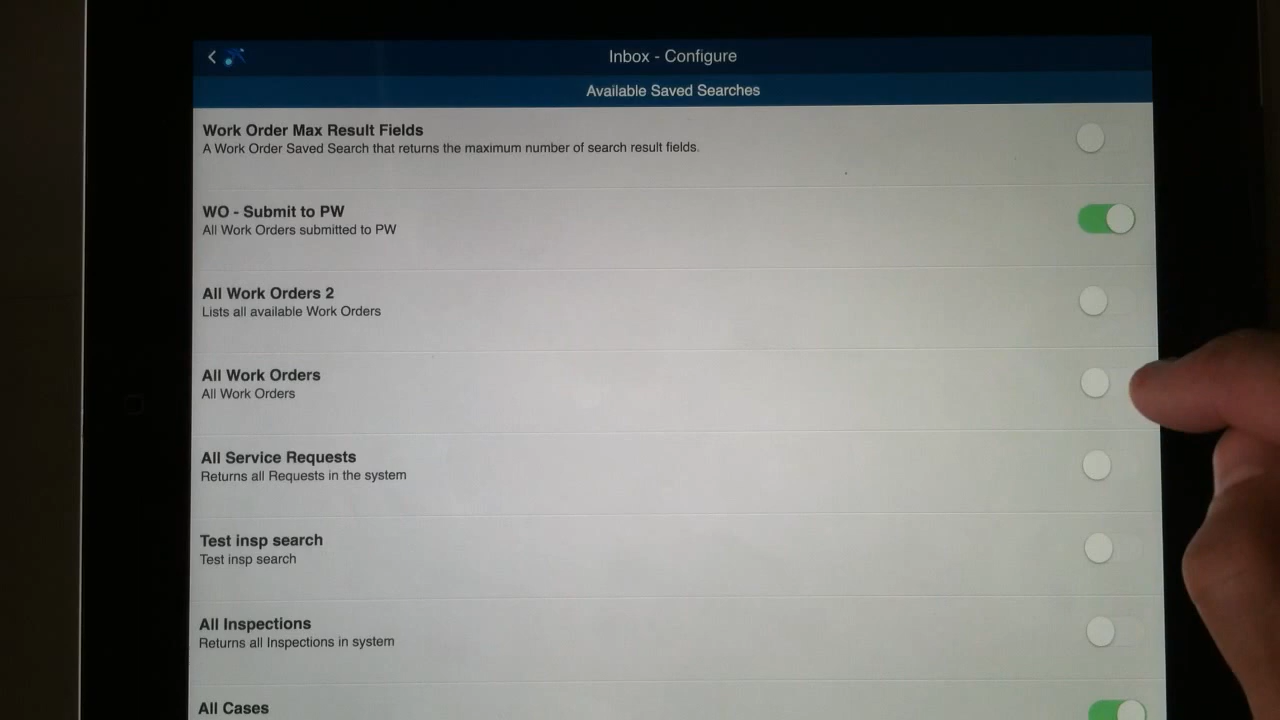 Inbox - Configure
Available Saved Searches
Work Order Max Result Fields
A Work Order Saved Search that returns the maximum number of search result fields.
WO - Submit to PW
All Work Orders submitted to PW
All Work Orders 2
Lists all available Work Orders
All Work Orders
All Work Orders
All Service Requests
Returns all Requests in the system
Test insp search
Test insp search
All Inspections
Returns all Inspections in system
All Cases